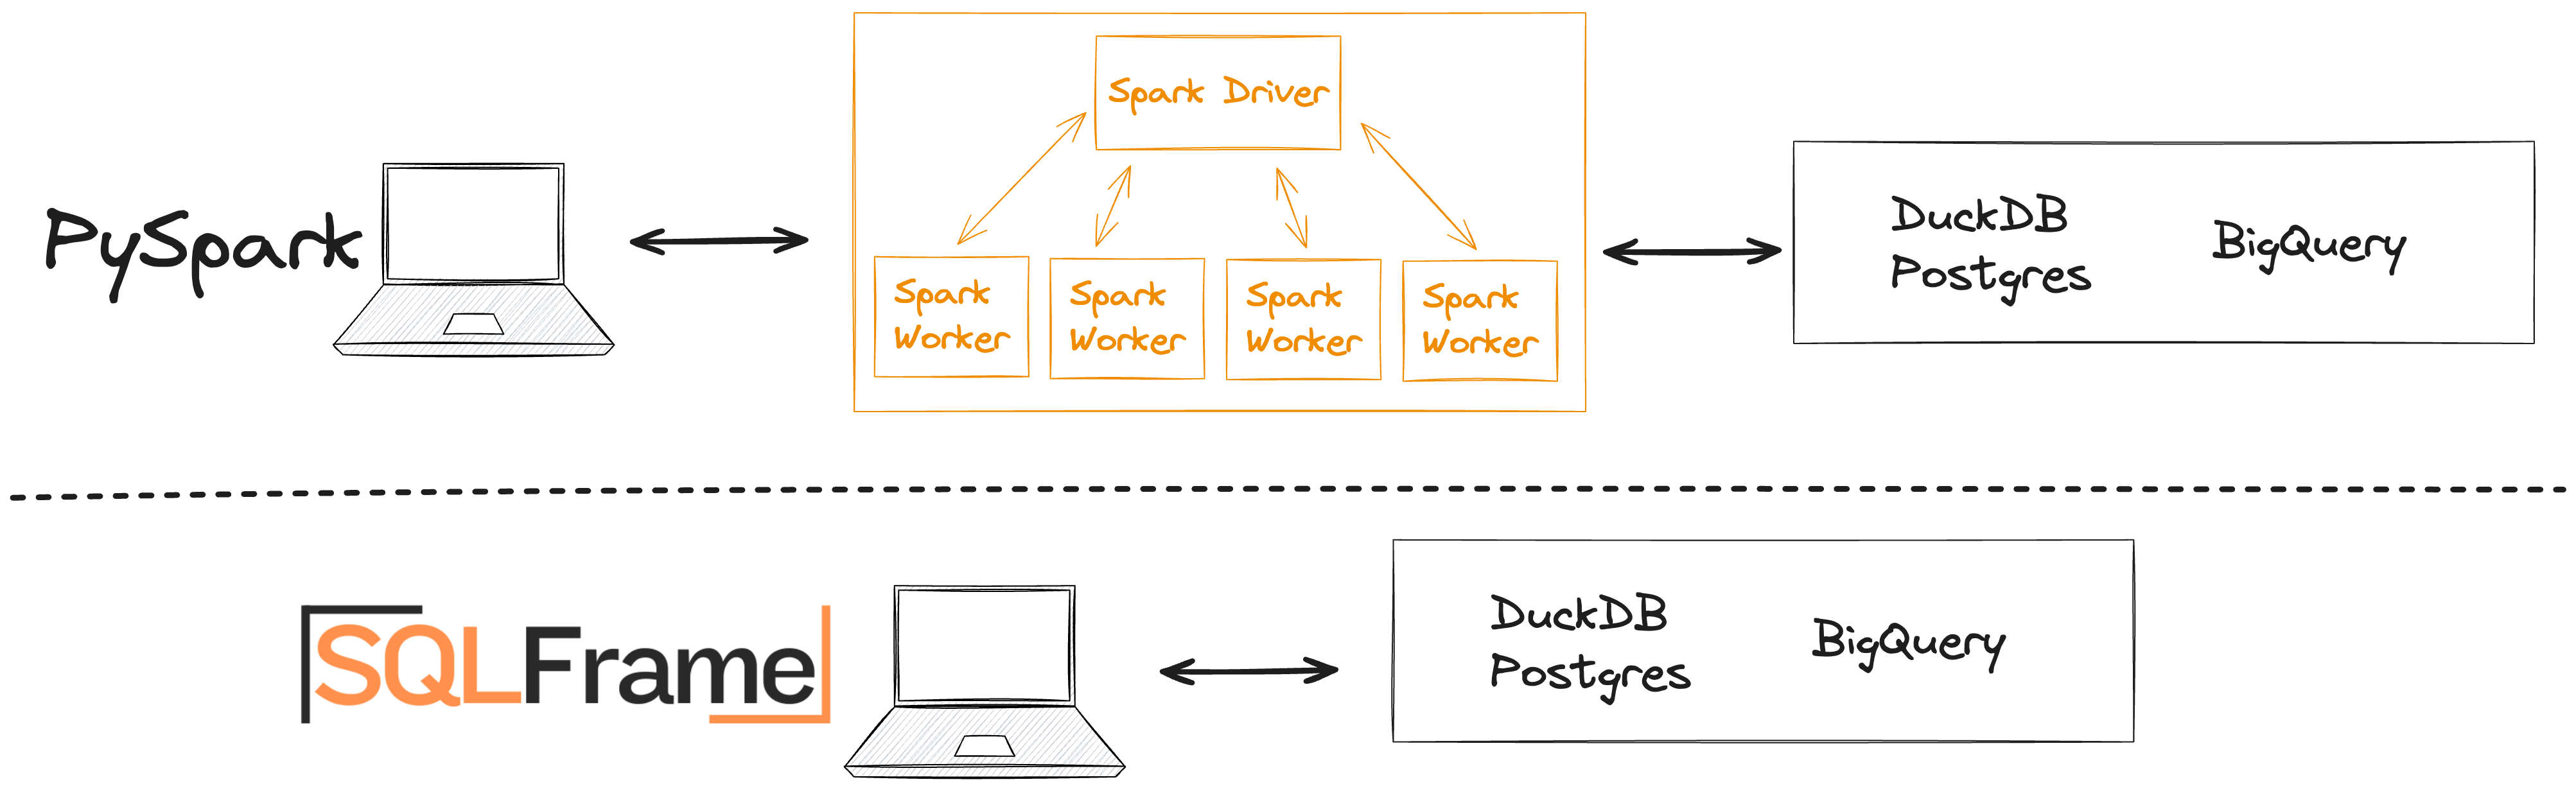 Spark Driver
PySpark
Spark
Worker
Spark
Worker
Spark
Worker
Spark
Worker
DuckDB
Postgres
BigQuery
SQLFrame
DuckDB
Postgres
BigQuery